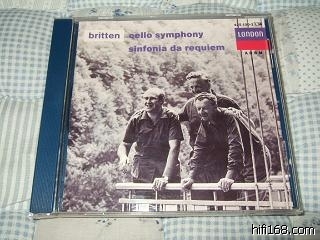 britten cello symphony
sinfonia da requiem
LONDON
hifi168.com